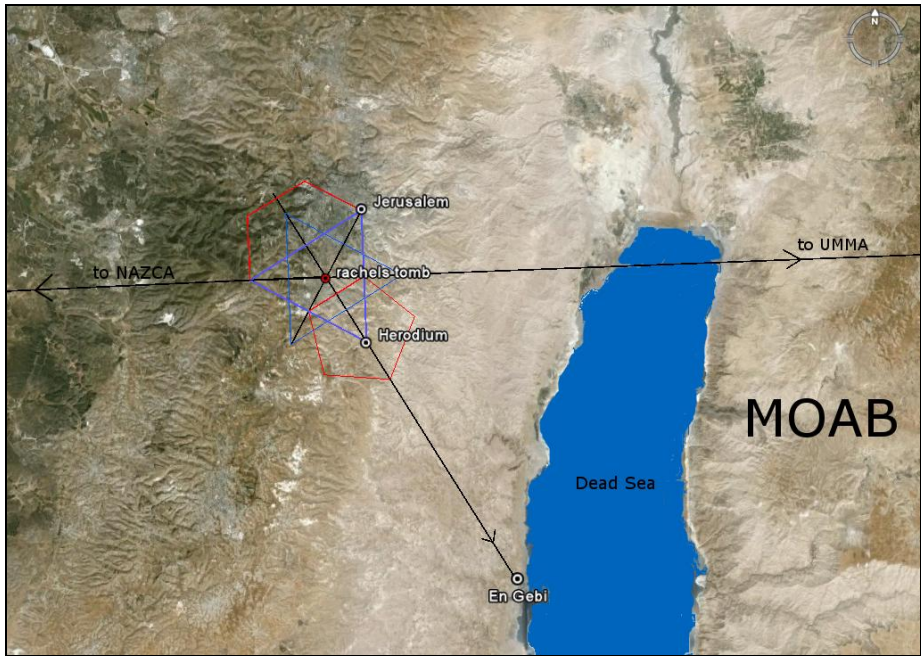 N
Jerusalem
to UMMA
to NAZCA
rachels-tomb
Herodium
MOAB
Dead Sea
En Gebi